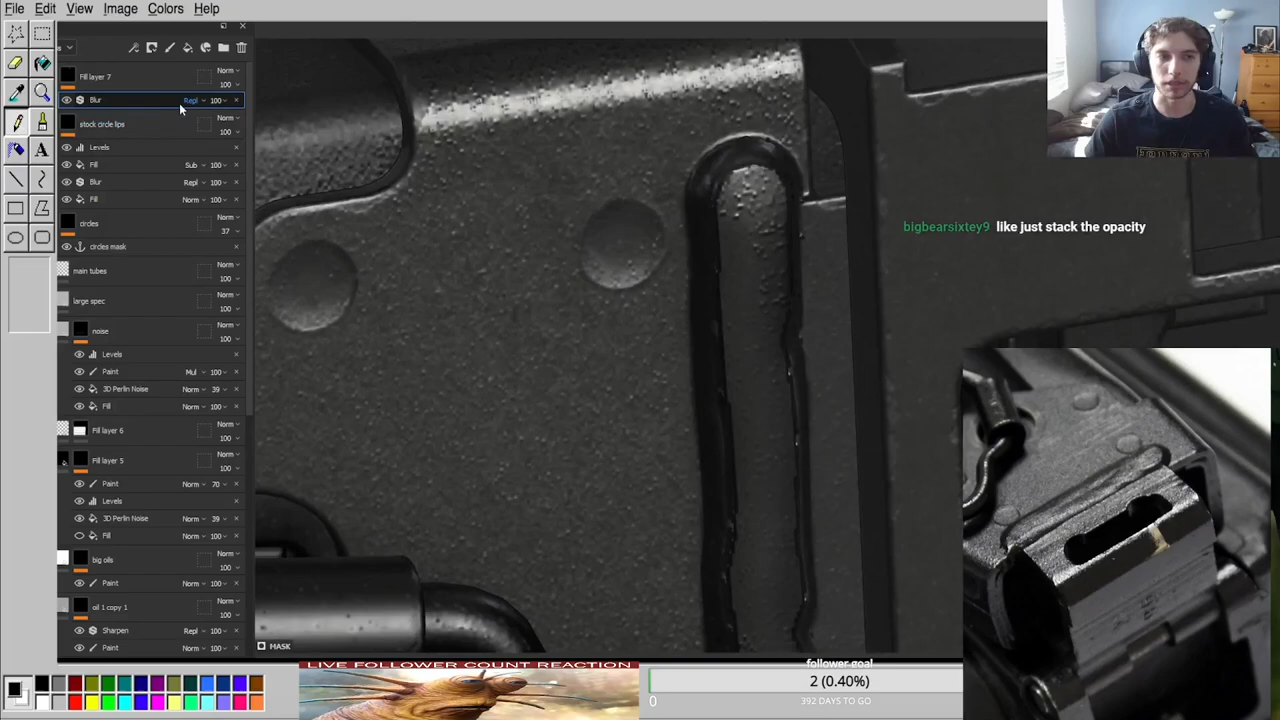 File Edit View Image Colors Help
Fill layer 7 Norm 100
Blur Repl 100
stock circle lips Norm 100
Levels
Fill Sub 100
Blur Repl 100
Fill Norm 100
circles Norm 37
circles mask
main tubes Norm 100
large spec Norm 100
noise Norm 100
Levels
Paint Mul 100
3D Perlin Noise Norm 39
Fill Norm 100
Fill layer 6 Norm 100
Fill layer 5 Norm 100
Paint Norm 70
Levels
3D Perlin Noise Norm 39
Fill Norm 100
big oils Norm 100
Paint Norm 100
oil 1 copy 1 Norm 100
Sharpen Repl 100
Paint Norm 100
MASK
bigbearsixtey9 like just stack the opacity
LIVE FOLLOWER COUNT REACTION
follower goal
2 (0.40%)
0
392 DAYS TO GO